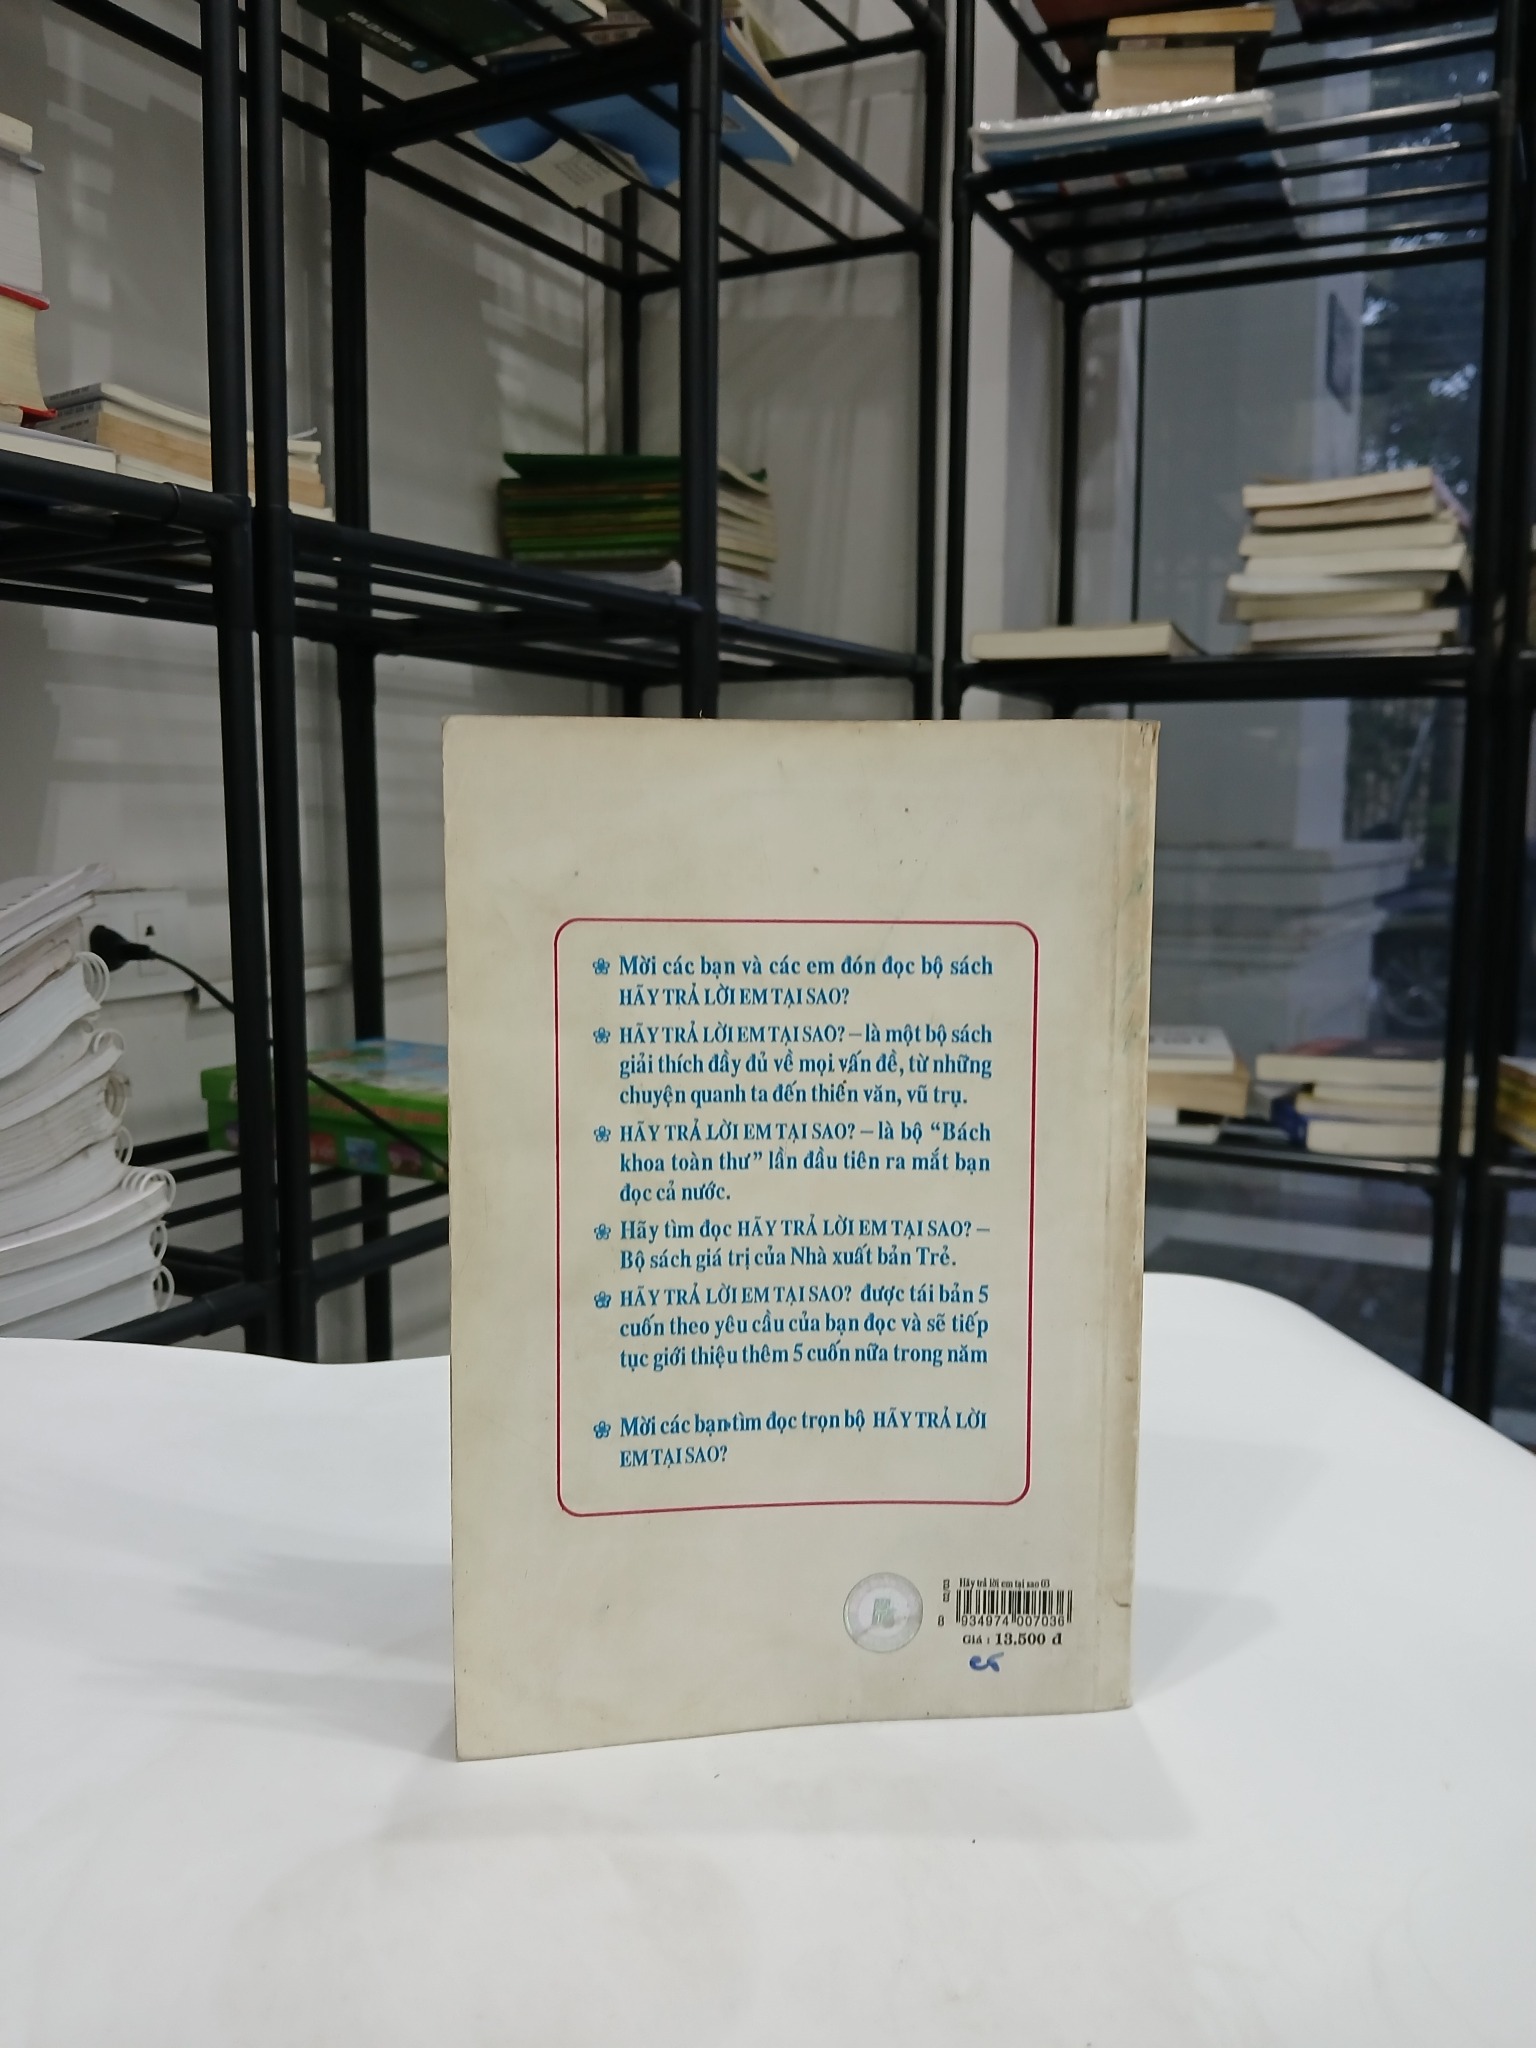 ❀ Mời các bạn và các em đón đọc bộ sách
HÃY TRẢ LỜI EM TẠI SAO?
❀ HÃY TRẢ LỜI EM TẠI SAO? – là một bộ sách
giải thích đầy đủ về mọi vấn đề, từ những
chuyện quanh ta đến thiên văn, vũ trụ.
❀ HÃY TRẢ LỜI EM TẠI SAO? – là bộ “Bách
khoa toàn thư” lần đầu tiên ra mắt bạn
đọc cả nước.
❀ Hãy tìm đọc HÃY TRẢ LỜI EM TẠI SAO? –
Bộ sách giá trị của Nhà xuất bản Trẻ.
❀ HÃY TRẢ LỜI EM TẠI SAO? được tái bản 5
cuốn theo yêu cầu của bạn đọc và sẽ tiếp
tục giới thiệu thêm 5 cuốn nữa trong năm
❀ Mời các bạn tìm đọc trọn bộ HÃY TRẢ LỜI
EM TẠI SAO?
Hãy trả lời em tại sao 03
8 934974 007036
Giá : 13.500 đ